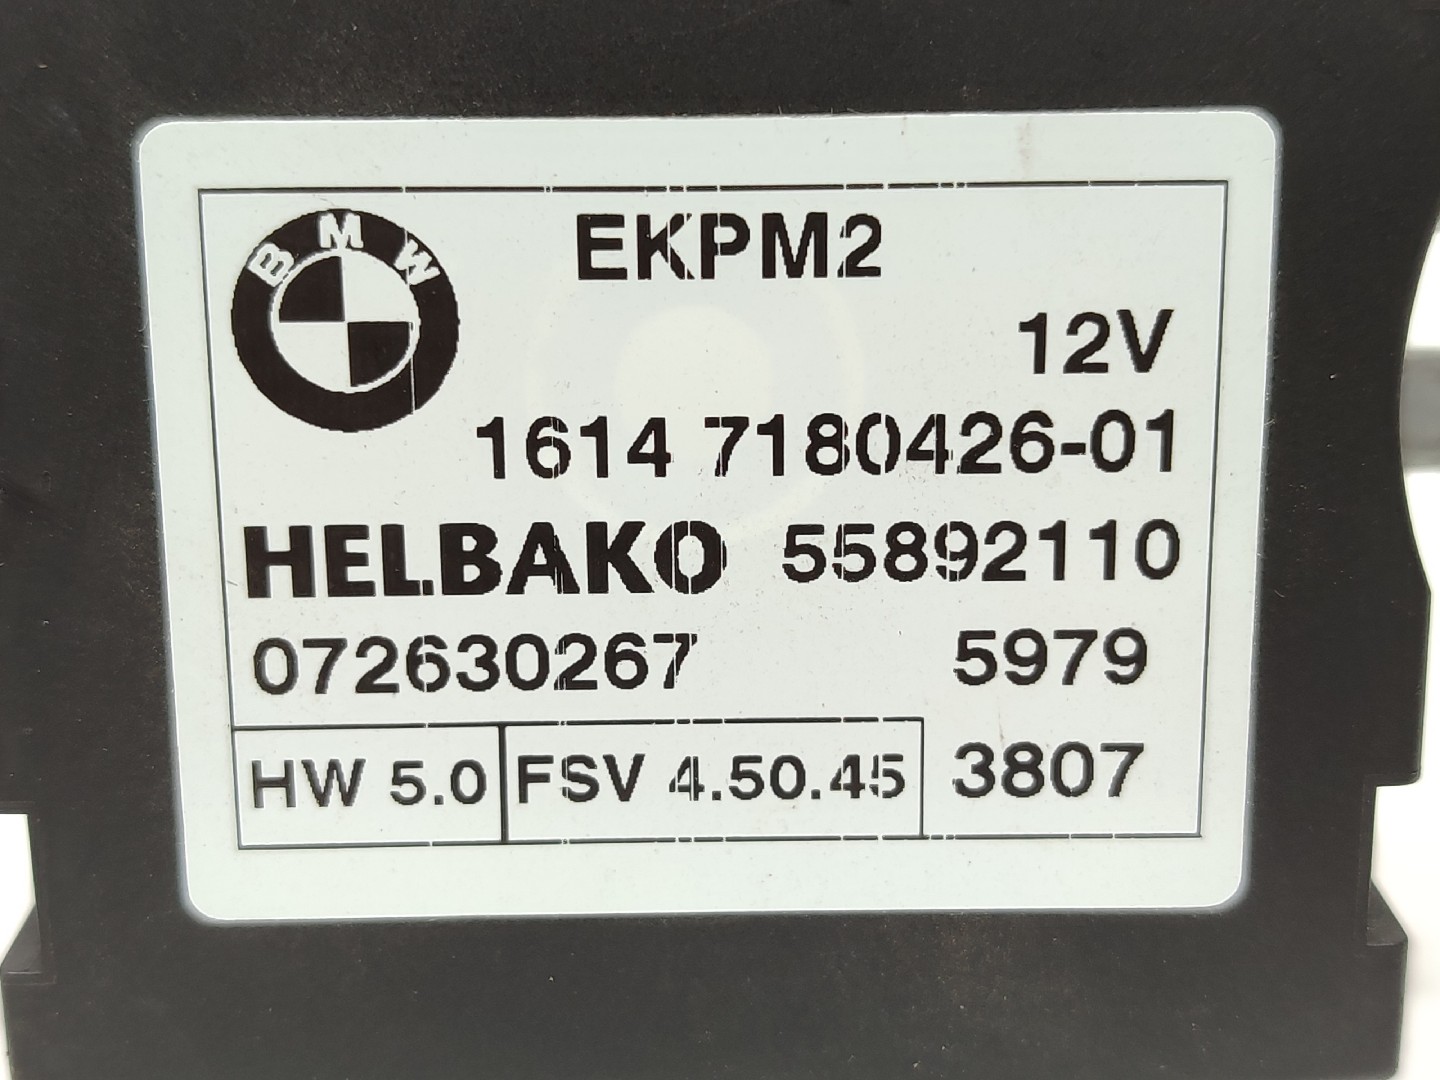 BMW
EKPM2
12V
1614 7180426-01
HELBAKO 55892110
072630267 5979
HW 5.0 FSV 4.50.45 3807